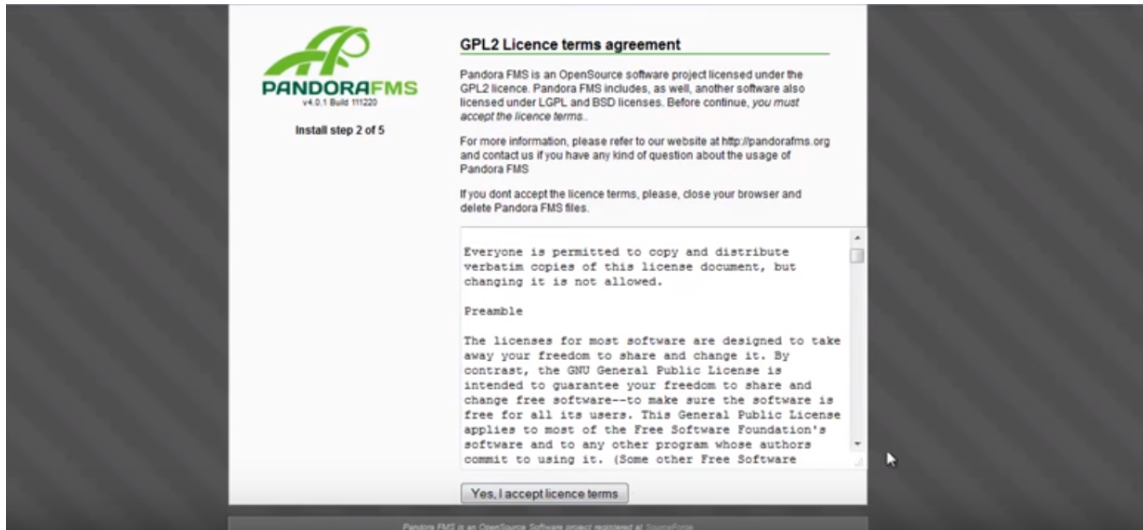 PANDORAFMS
v4.0.1 Build 111220
Install step 2 of 5
GPL2 Licence terms agreement
Pandora FMS is an OpenSource software project licensed under the
GPL2 licence. Pandora FMS includes, as well, another software also
licensed under LGPL and BSD licenses. Before continue, you must
accept the licence terms..
For more information, please refer to our website at http://pandorafms.org
and contact us if you have any kind of question about the usage of
Pandora FMS
If you dont accept the licence terms, please, close your browser and
delete Pandora FMS files.
Everyone is permitted to copy and distribute
verbatim copies of this license document, but
changing it is not allowed.
Preamble
The licenses for most software are designed to take
away your freedom to share and change it. By
contrast, the GNU General Public License is
intended to guarantee your freedom to share and
change free software--to make sure the software is
free for all its users. This General Public License
applies to most of the Free Software Foundation's
software and to any other program whose authors
commit to using it. (Some other Free Software
Yes, I accept licence terms
Pandora FMS is an OpenSource Software project registered at SourceForge